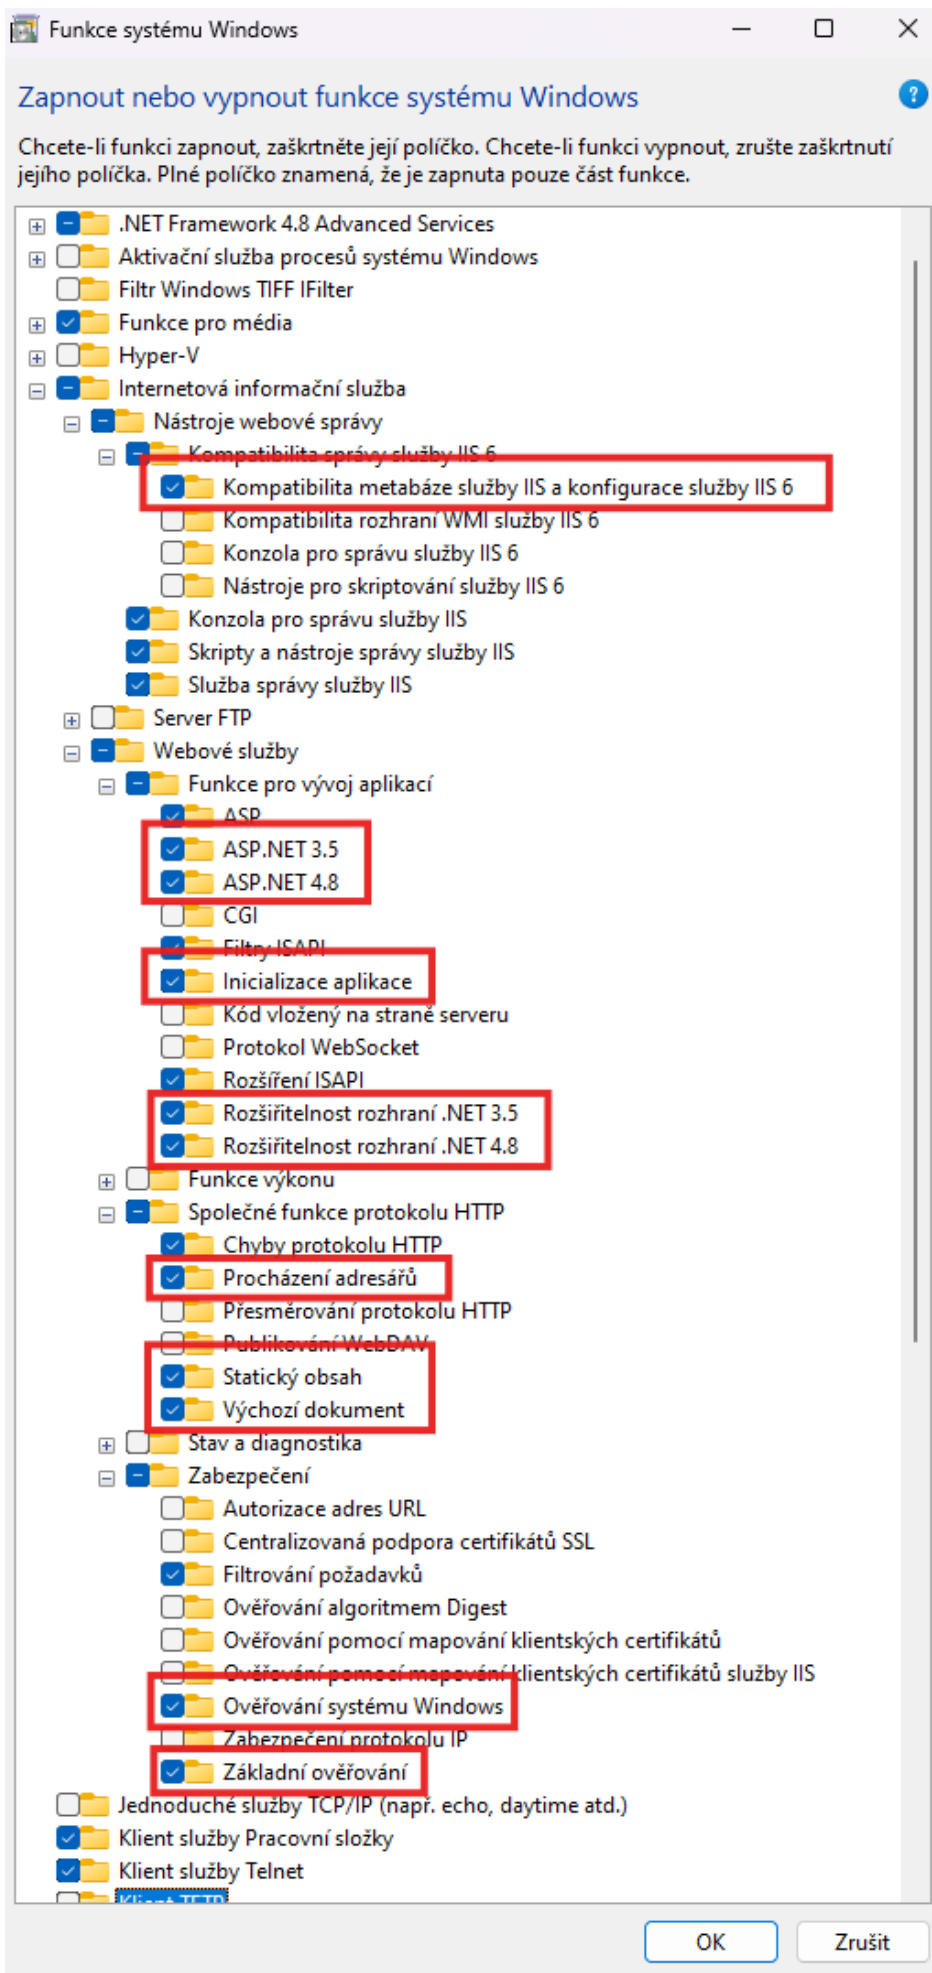 Funkce systému Windows
Zapnout nebo vypnout funkce systému Windows
Chcete-li funkci zapnout, zaškrtněte její políčko. Chcete-li funkci vypnout, zrušte zaškrtnutí
jejího políčka. Plné políčko znamená, že je zapnuta pouze část funkce.
.NET Framework 4.8 Advanced Services
Aktivační služba procesů systému Windows
Filtr Windows TIFF IFilter
Funkce pro média
Hyper-V
Internetová informační služba
Nástroje webové správy
Kompatibilita správy služby IIS 6
Kompatibilita metabáze služby IIS a konfigurace služby IIS 6
Kompatibilita rozhraní WMI služby IIS 6
Konzola pro správu služby IIS 6
Nástroje pro skriptování služby IIS 6
Konzola pro správu služby IIS
Skripty a nástroje správy služby IIS
Služba správy služby IIS
Server FTP
Webové služby
Funkce pro vývoj aplikací
ASP
ASP.NET 3.5
ASP.NET 4.8
CGI
Filtry ISAPI
Inicializace aplikace
Kód vložený na straně serveru
Protokol WebSocket
Rozšíření ISAPI
Rozšiřitelnost rozhraní .NET 3.5
Rozšiřitelnost rozhraní .NET 4.8
Funkce výkonu
Společné funkce protokolu HTTP
Chyby protokolu HTTP
Procházení adresářů
Přesměrování protokolu HTTP
Publikování WebDAV
Statický obsah
Výchozí dokument
Stav a diagnostika
Zabezpečení
Autorizace adres URL
Centralizovaná podpora certifikátů SSL
Filtrování požadavků
Ověřování algoritmem Digest
Ověřování pomocí mapování klientských certifikátů
Ověřování pomocí mapování klientských certifikátů služby IIS
Ověřování systému Windows
Zabezpečení protokolu IP
Základní ověřování
Jednoduché služby TCP/IP (např. echo, daytime atd.)
Klient služby Pracovní složky
Klient služby Telnet
Klient TFTP
OK
Zrušit